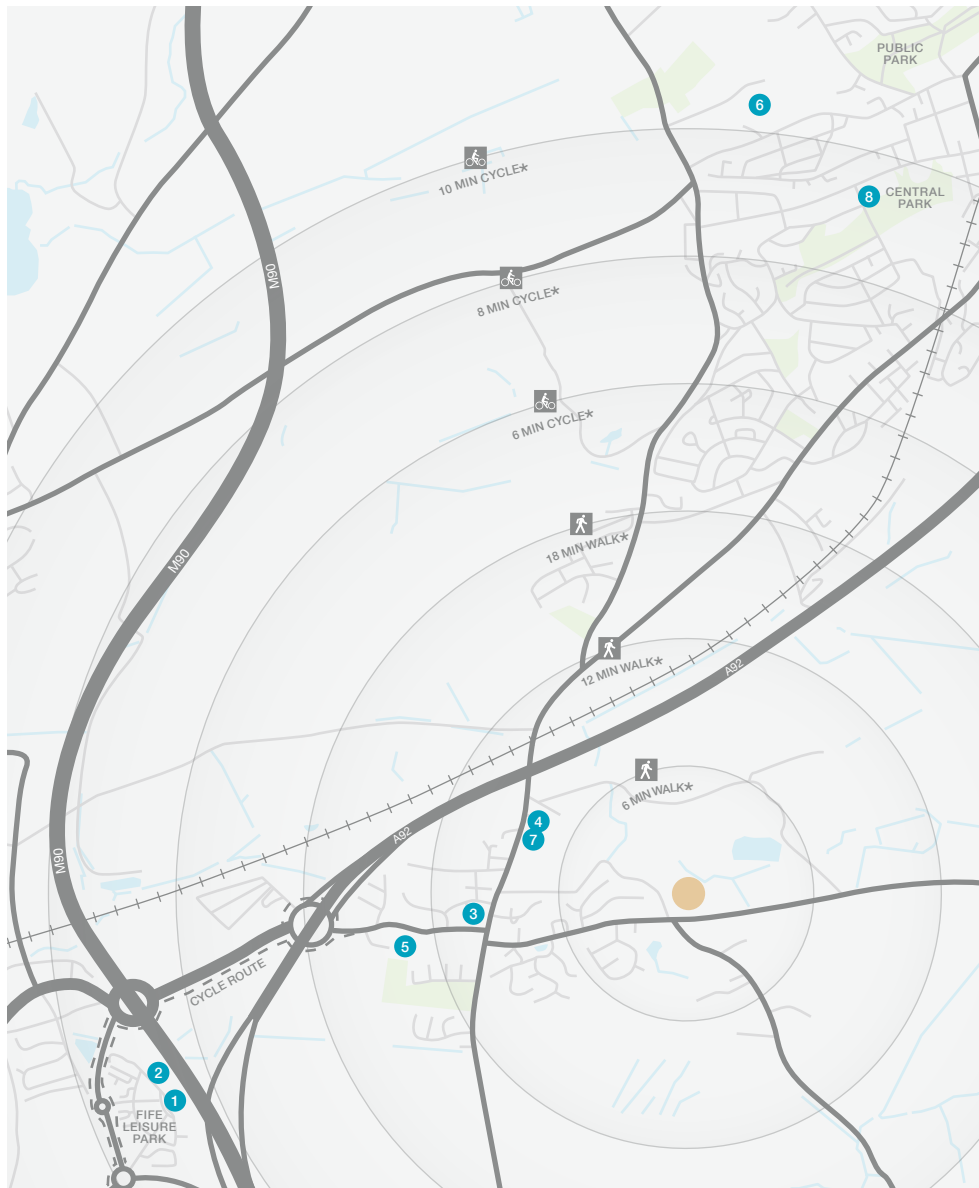 PUBLIC
PARK
6
10 MIN CYCLE*
8
CENTRAL
PARK
M90
8 MIN CYCLE*
6 MIN CYCLE*
18 MIN WALK*
M90
12 MIN WALK*
A92
6 MIN WALK*
4
7
A92
M90
3
5
CYCLE ROUTE
2
1
FIFE
LEISURE
PARK